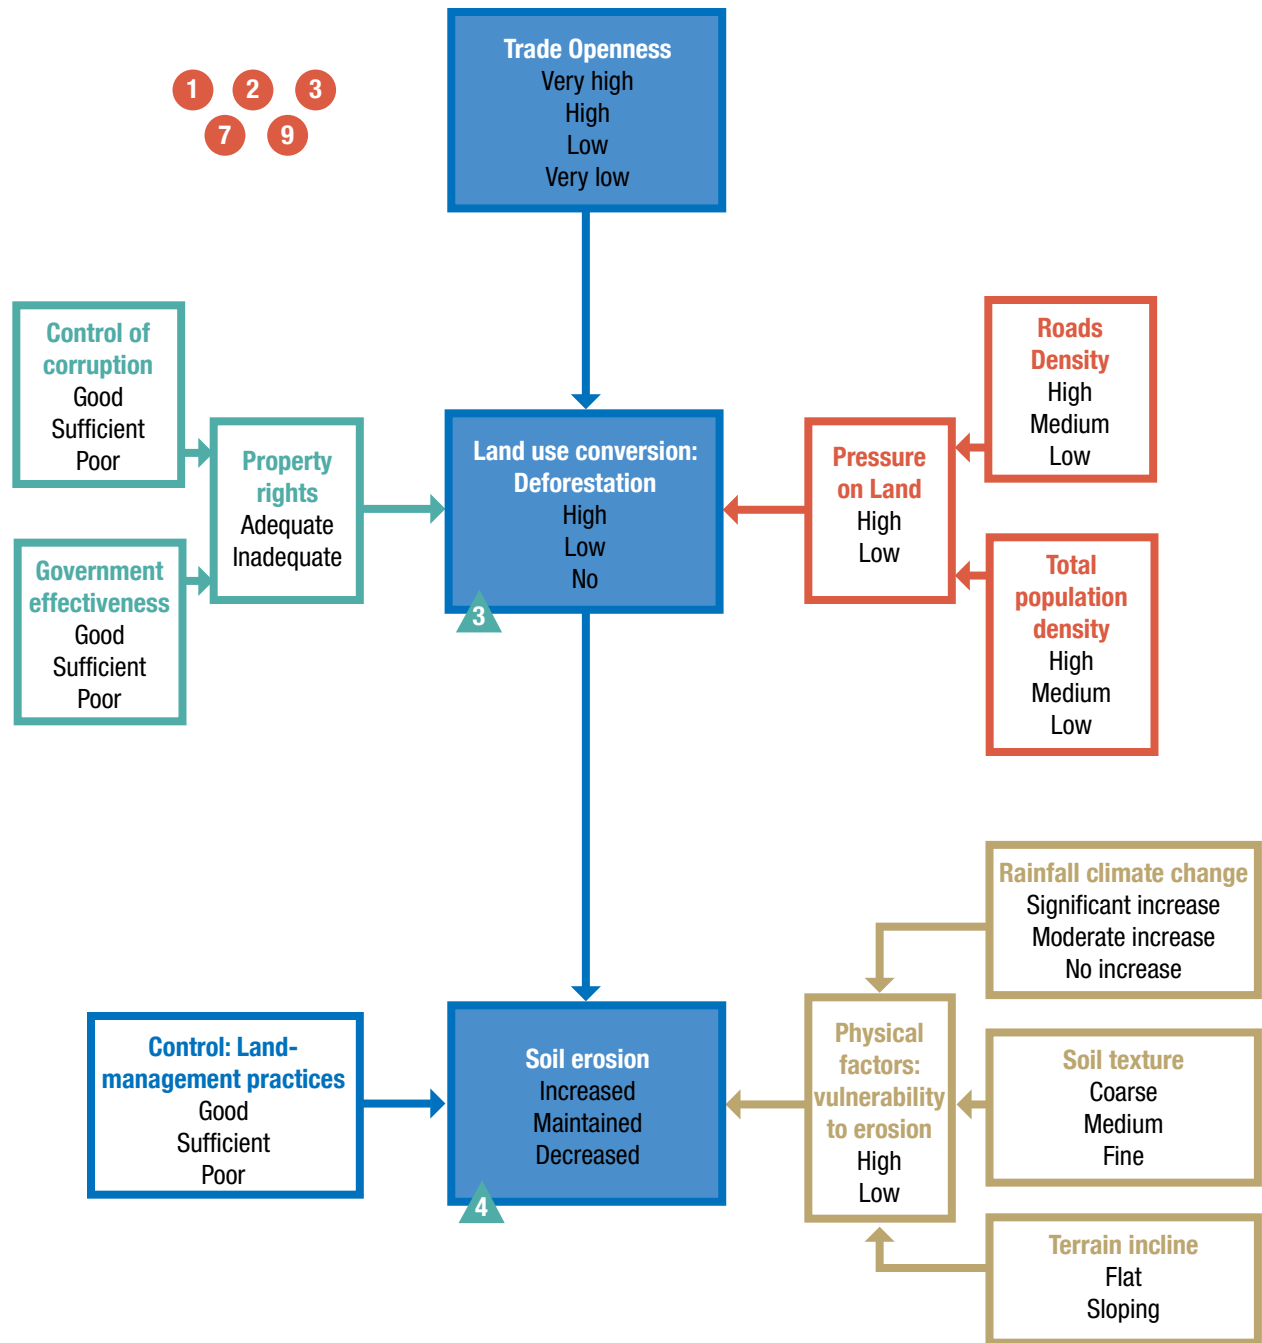 1 2 3
7 9
Trade Openness
Very high
High
Low
Very low
Control of
corruption
Good
Sufficient
Poor
Government
effectiveness
Good
Sufficient
Poor
Property
rights
Adequate
Inadequate
Land use conversion:
Deforestation
High
Low
No
3
Pressure
on Land
High
Low
Roads
Density
High
Medium
Low
Total
population
density
High
Medium
Low
Control: Land-
management practices
Good
Sufficient
Poor
Soil erosion
Increased
Maintained
Decreased
4
Physical
factors:
vulnerability
to erosion
High
Low
Rainfall climate change
Significant increase
Moderate increase
No increase
Soil texture
Coarse
Medium
Fine
Terrain incline
Flat
Sloping